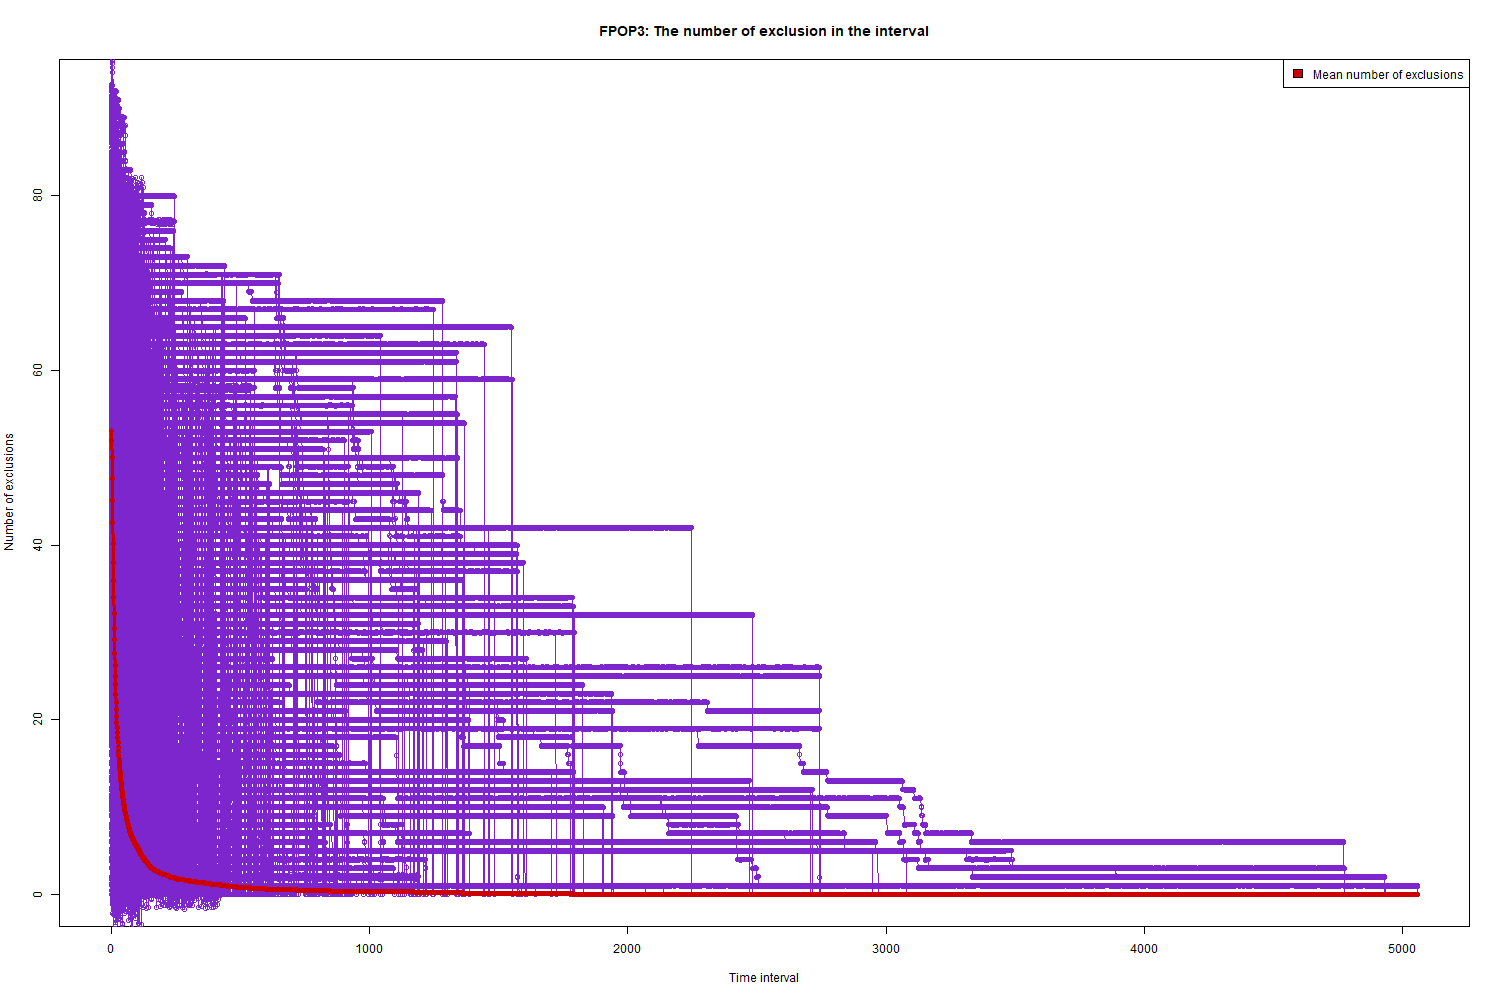 FPOP3: The number of exclusion in the interval
Mean number of exclusions
Number of exclusions
80
60
40
20
0
0 1000 2000 3000 4000 5000
Time interval